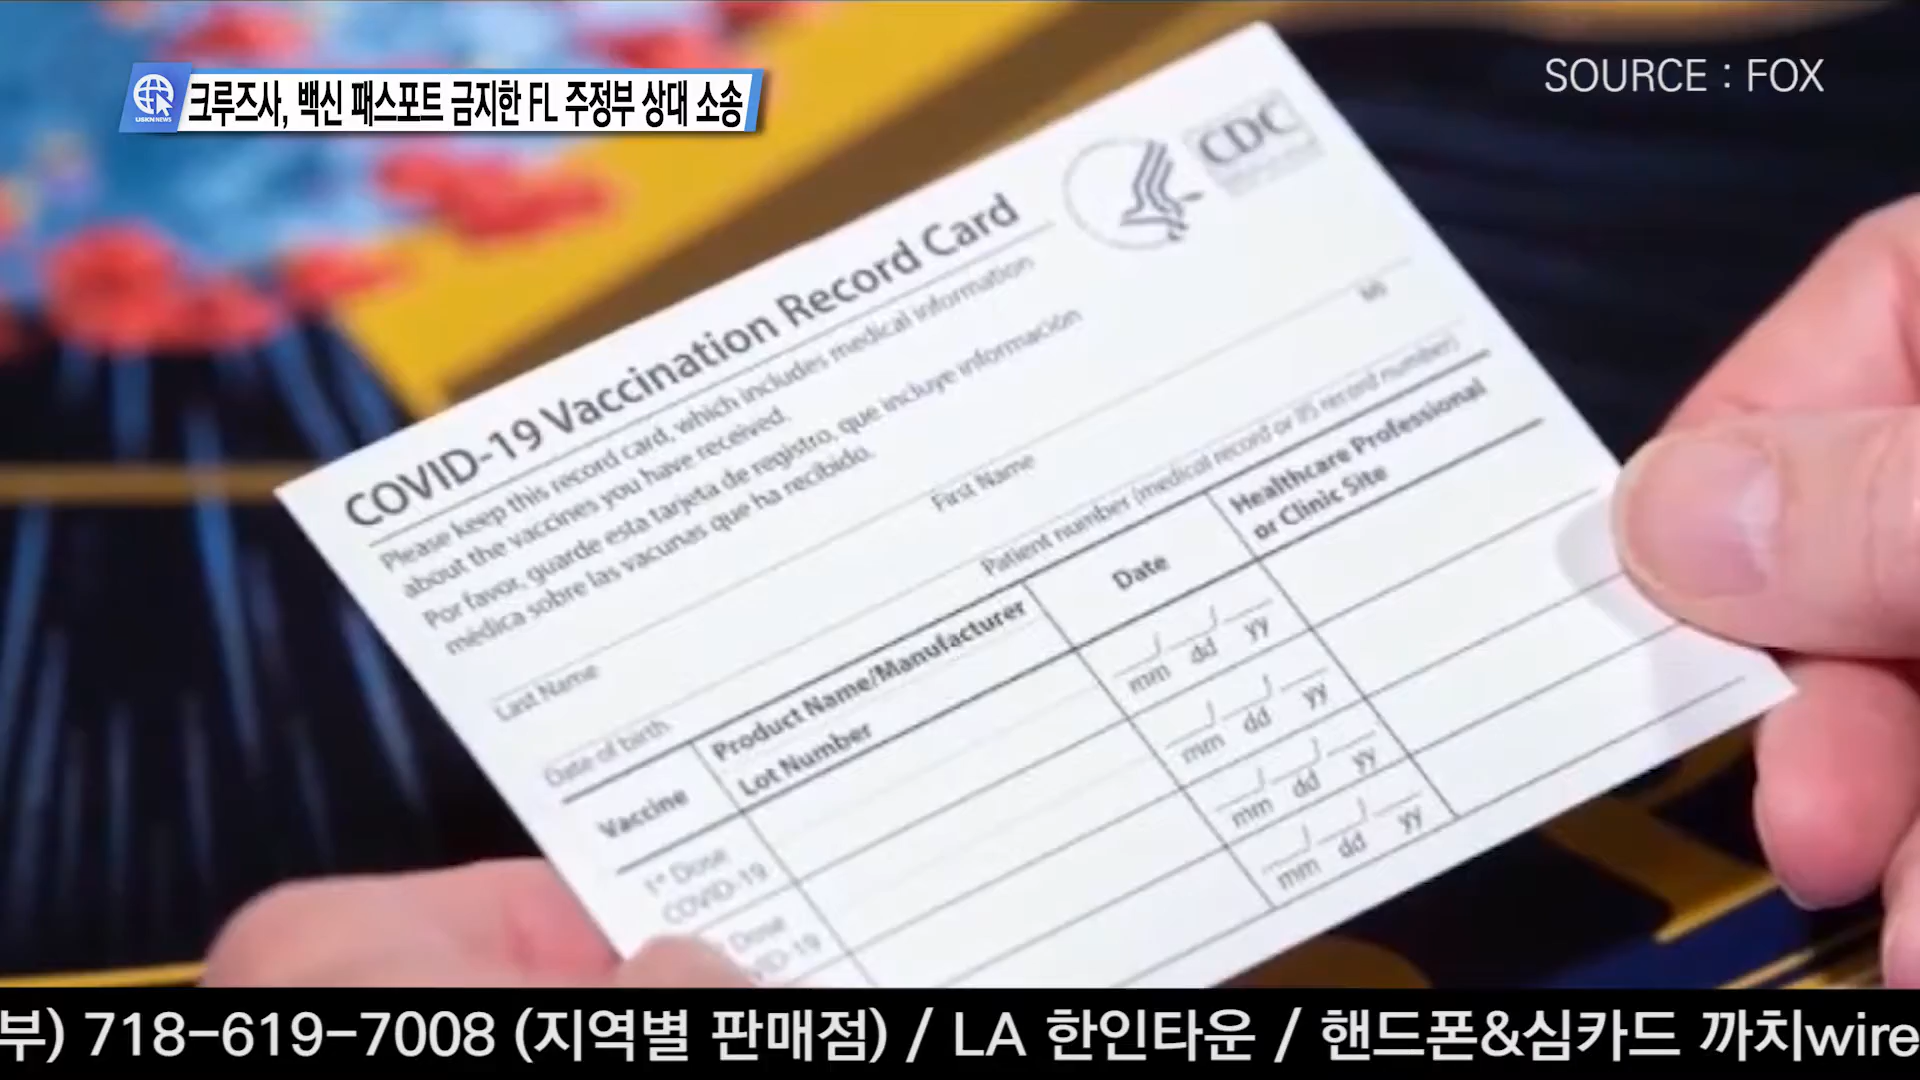 크루즈사, 백신 패스포트 금지한 FL 주정부 상대 소송
USKN NEWS
SOURCE : FOX
CDC
COVID-19 Vaccination Record Card
Please keep this record card, which includes medical information
about the vaccines you have received.
Por favor, guarde esta tarjeta de registro, que incluye información
médica sobre las vacunas que ha recibido.
Last Name
First Name
MI
Date of birth
Patient number (medical record or IIS record number)
Vaccine
Product Name/Manufacturer
Lot Number
Date
Healthcare Professional
or Clinic Site
1st Dose
COVID-19
mm dd yy
Dose
VID-19
mm dd yy
mm dd yy
mm dd yy
부) 718-619-7008 (지역별 판매점) / LA 한인타운 / 핸드폰&심카드 까치wire